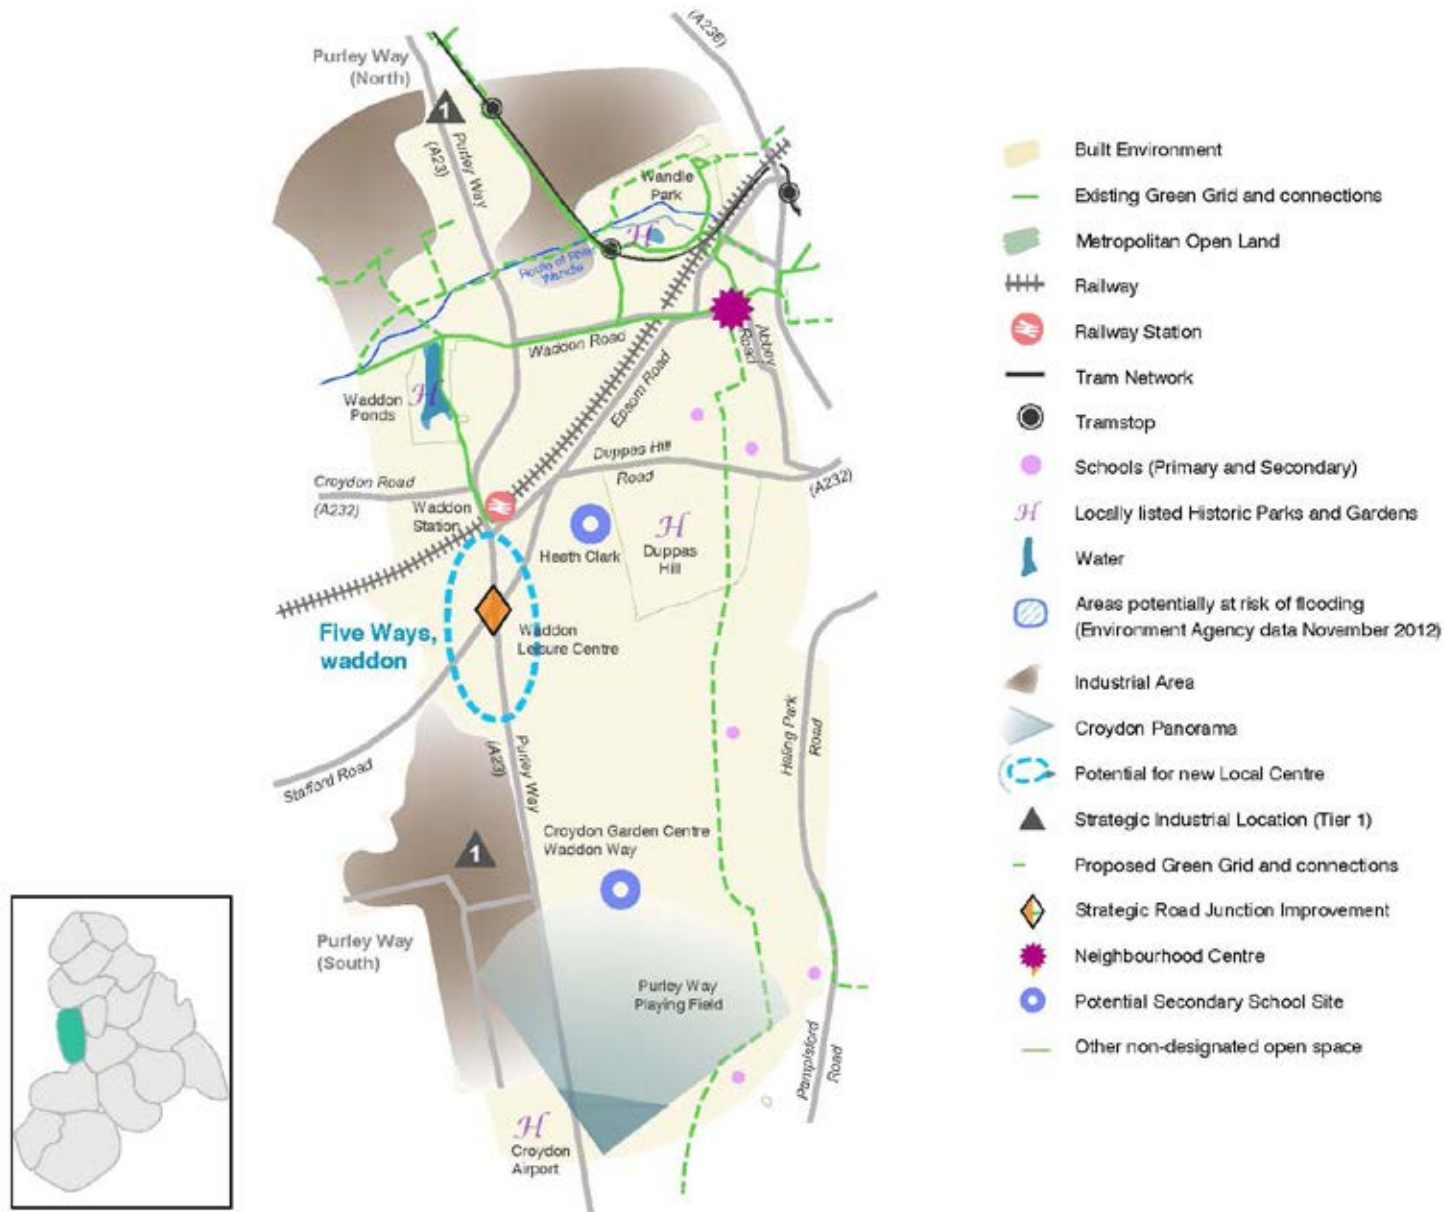 Purley Way
(North)
(A236)
1
Purley Way
(A23)
Wandle
Park
H
Route of River
Wandle
Waddon Road
Abbey
Road
Epsom Road
Waddon
Ponds
H
Duppas Hill
Road
Croydon Road
(A232)
(A232)
Waddon
Station
H
Heath Clark
Duppas
Hill
Five Ways,
waddon
Waddon
Leisure Centre
Haling Park
Road
Stafford Road
(A23)
Purley Way
Croydon Garden Centre
Waddon Way
1
Purley Way
(South)
Purley Way
Playing Field
Pampisford
Road
H
Croydon
Airport
Built Environment
Existing Green Grid and connections
Metropolitan Open Land
Railway
Railway Station
Tram Network
Tramstop
Schools (Primary and Secondary)
H
Locally listed Historic Parks and Gardens
Water
Areas potentially at risk of flooding
(Environment Agency data November 2012)
Industrial Area
Croydon Panorama
Potential for new Local Centre
Strategic Industrial Location (Tier 1)
Proposed Green Grid and connections
Strategic Road Junction Improvement
Neighbourhood Centre
Potential Secondary School Site
Other non-designated open space